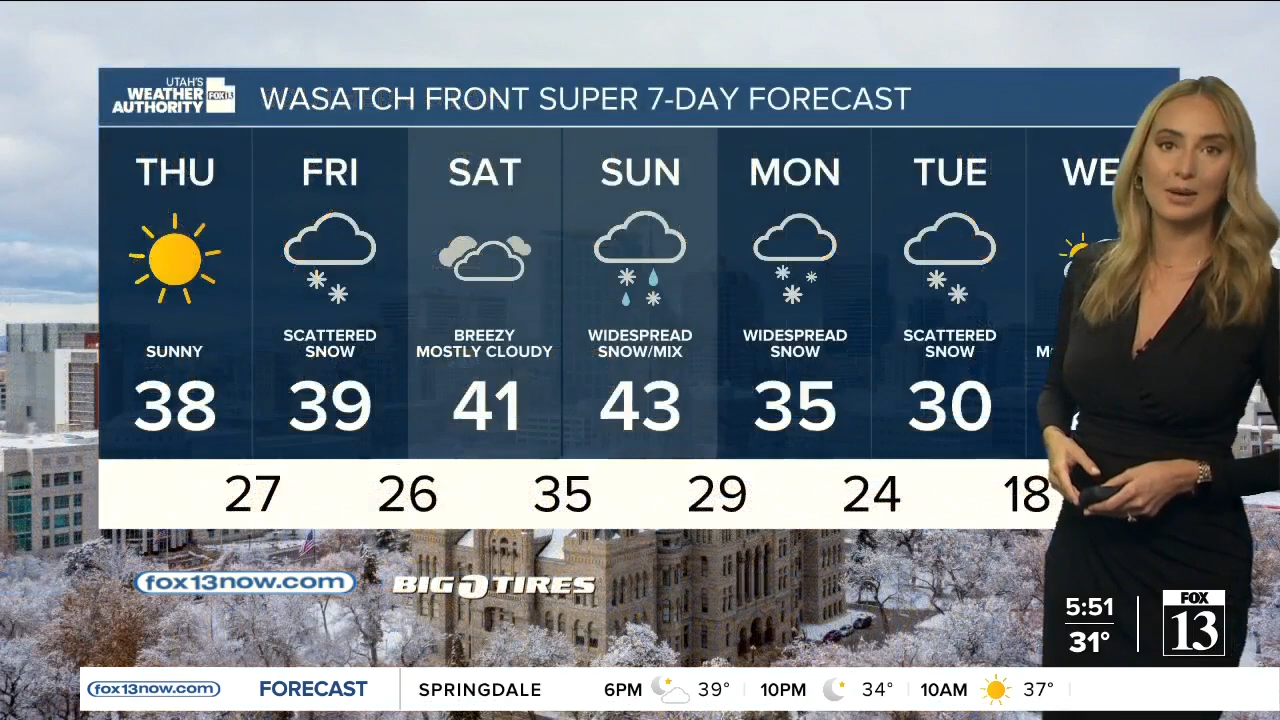 UTAH'S
WEATHER
AUTHORITY
FOX 13
WASATCH FRONT SUPER 7-DAY FORECAST
THU FRI SAT SUN MON TUE WE
SUNNY
SCATTERED
SNOW
BREEZY
MOSTLY CLOUDY
WIDESPREAD
SNOW/MIX
WIDESPREAD
SNOW
SCATTERED
SNOW
38 39 41 43 35 30
27 26 35 29 24 18
fox13now.com
BIG O TIRES
5:51
31°
FOX
13
fox13now.com FORECAST SPRINGDALE 6PM 39° 10PM 34° 10AM 37°